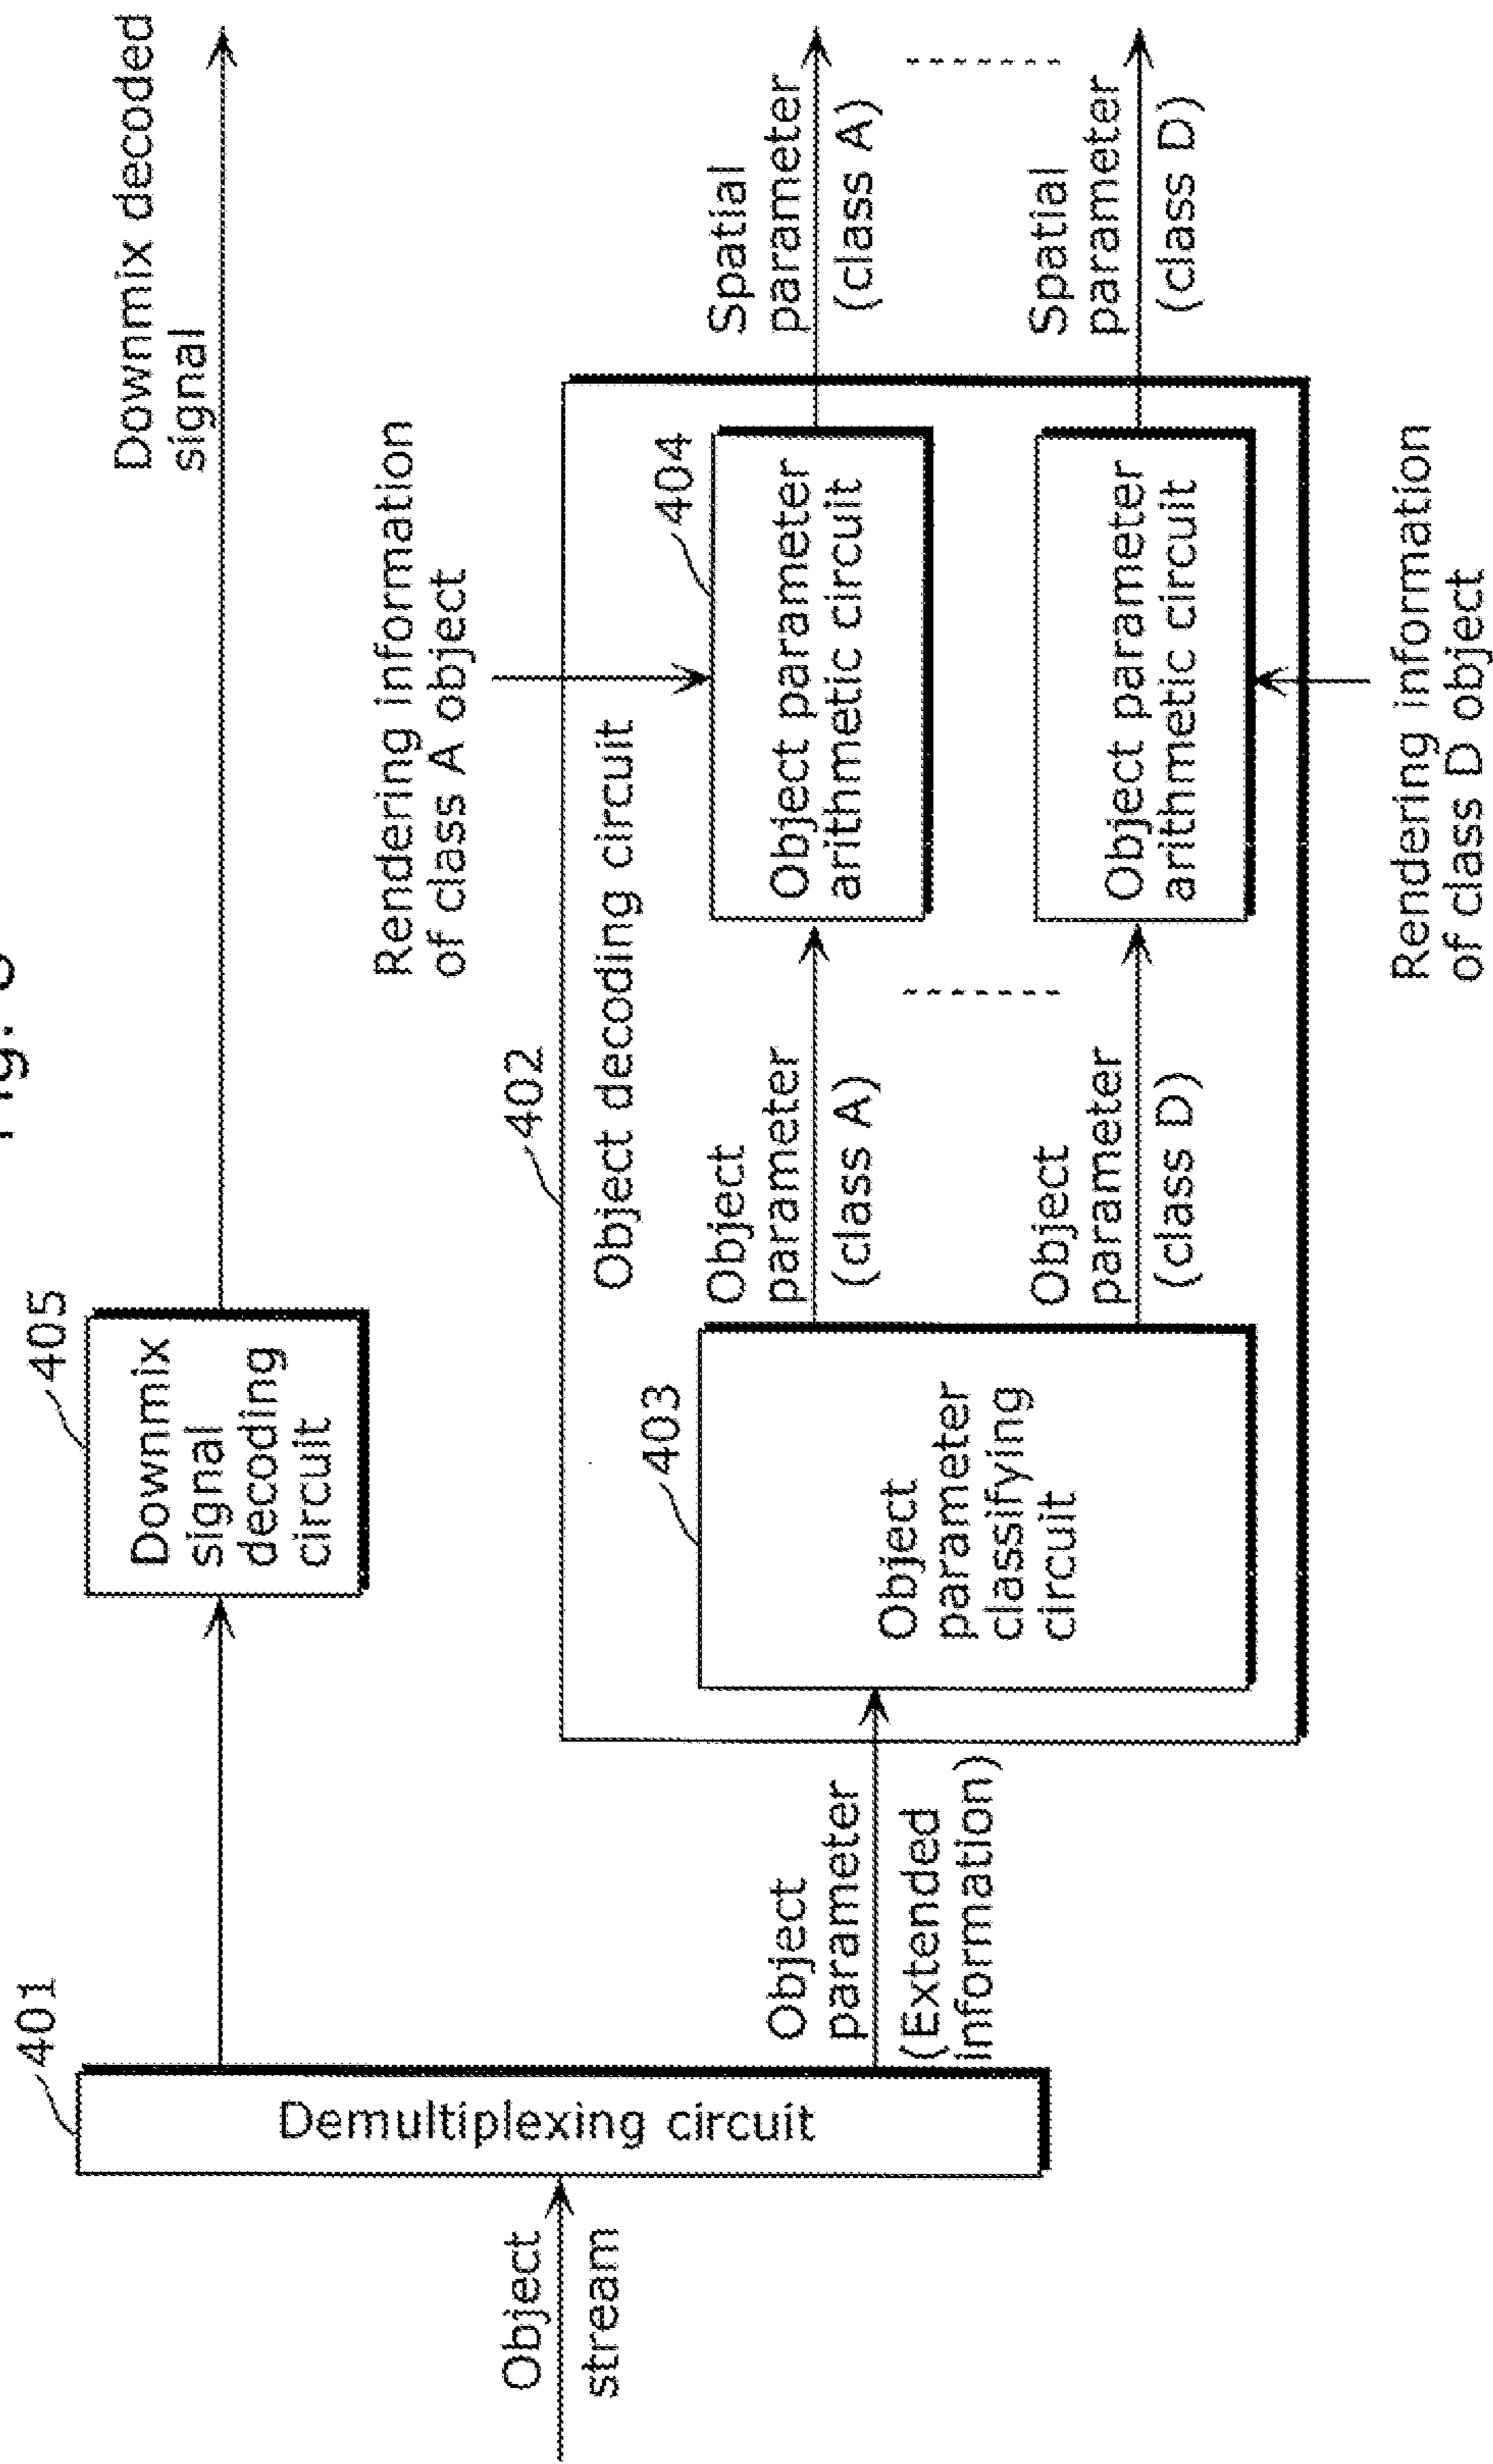 Downmix decoded
signal
405
Downmix
signal
decoding
circuit
401
Demultiplexing circuit
Object
stream
Object
parameter
(Extended
information)
402
Object decoding circuit
403
Object
parameter
classifying
circuit
Object
parameter
(class A)
Object
parameter
(class D)
Rendering information
of class A object
404
Object parameter
arithmetic circuit
Object parameter
arithmetic circuit
Rendering information
of class D object
Spatial
parameter
(class A)
Spatial
parameter
(class D)